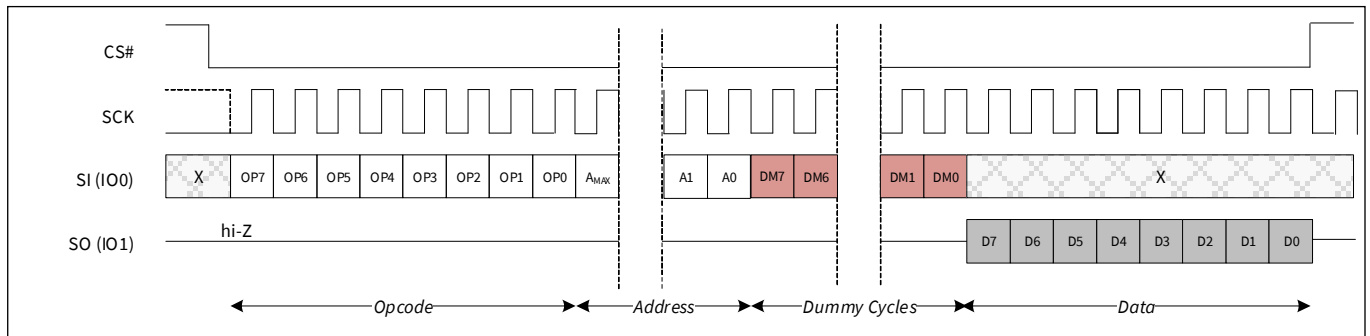 CS#
SCK
SI (IO0) X OP7 OP6 OP5 OP4 OP3 OP2 OP1 OP0 AMAX A1 A0 DM7 DM6 DM1 DM0 X
hi-Z
SO (IO1) D7 D6 D5 D4 D3 D2 D1 D0
Opcode Address Dummy Cycles Data